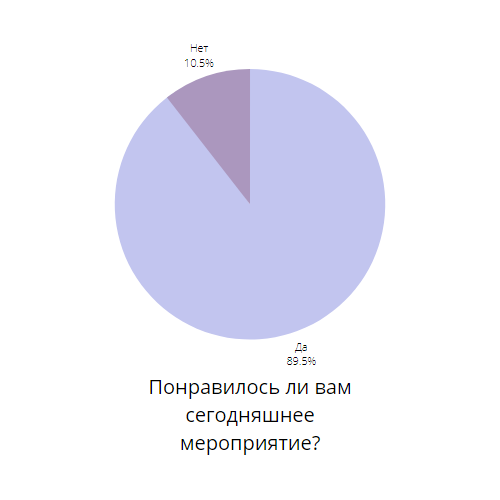 Нет
10.5%
Да
89.5%
Понравилось ли вам
сегодняшнее
мероприятие?